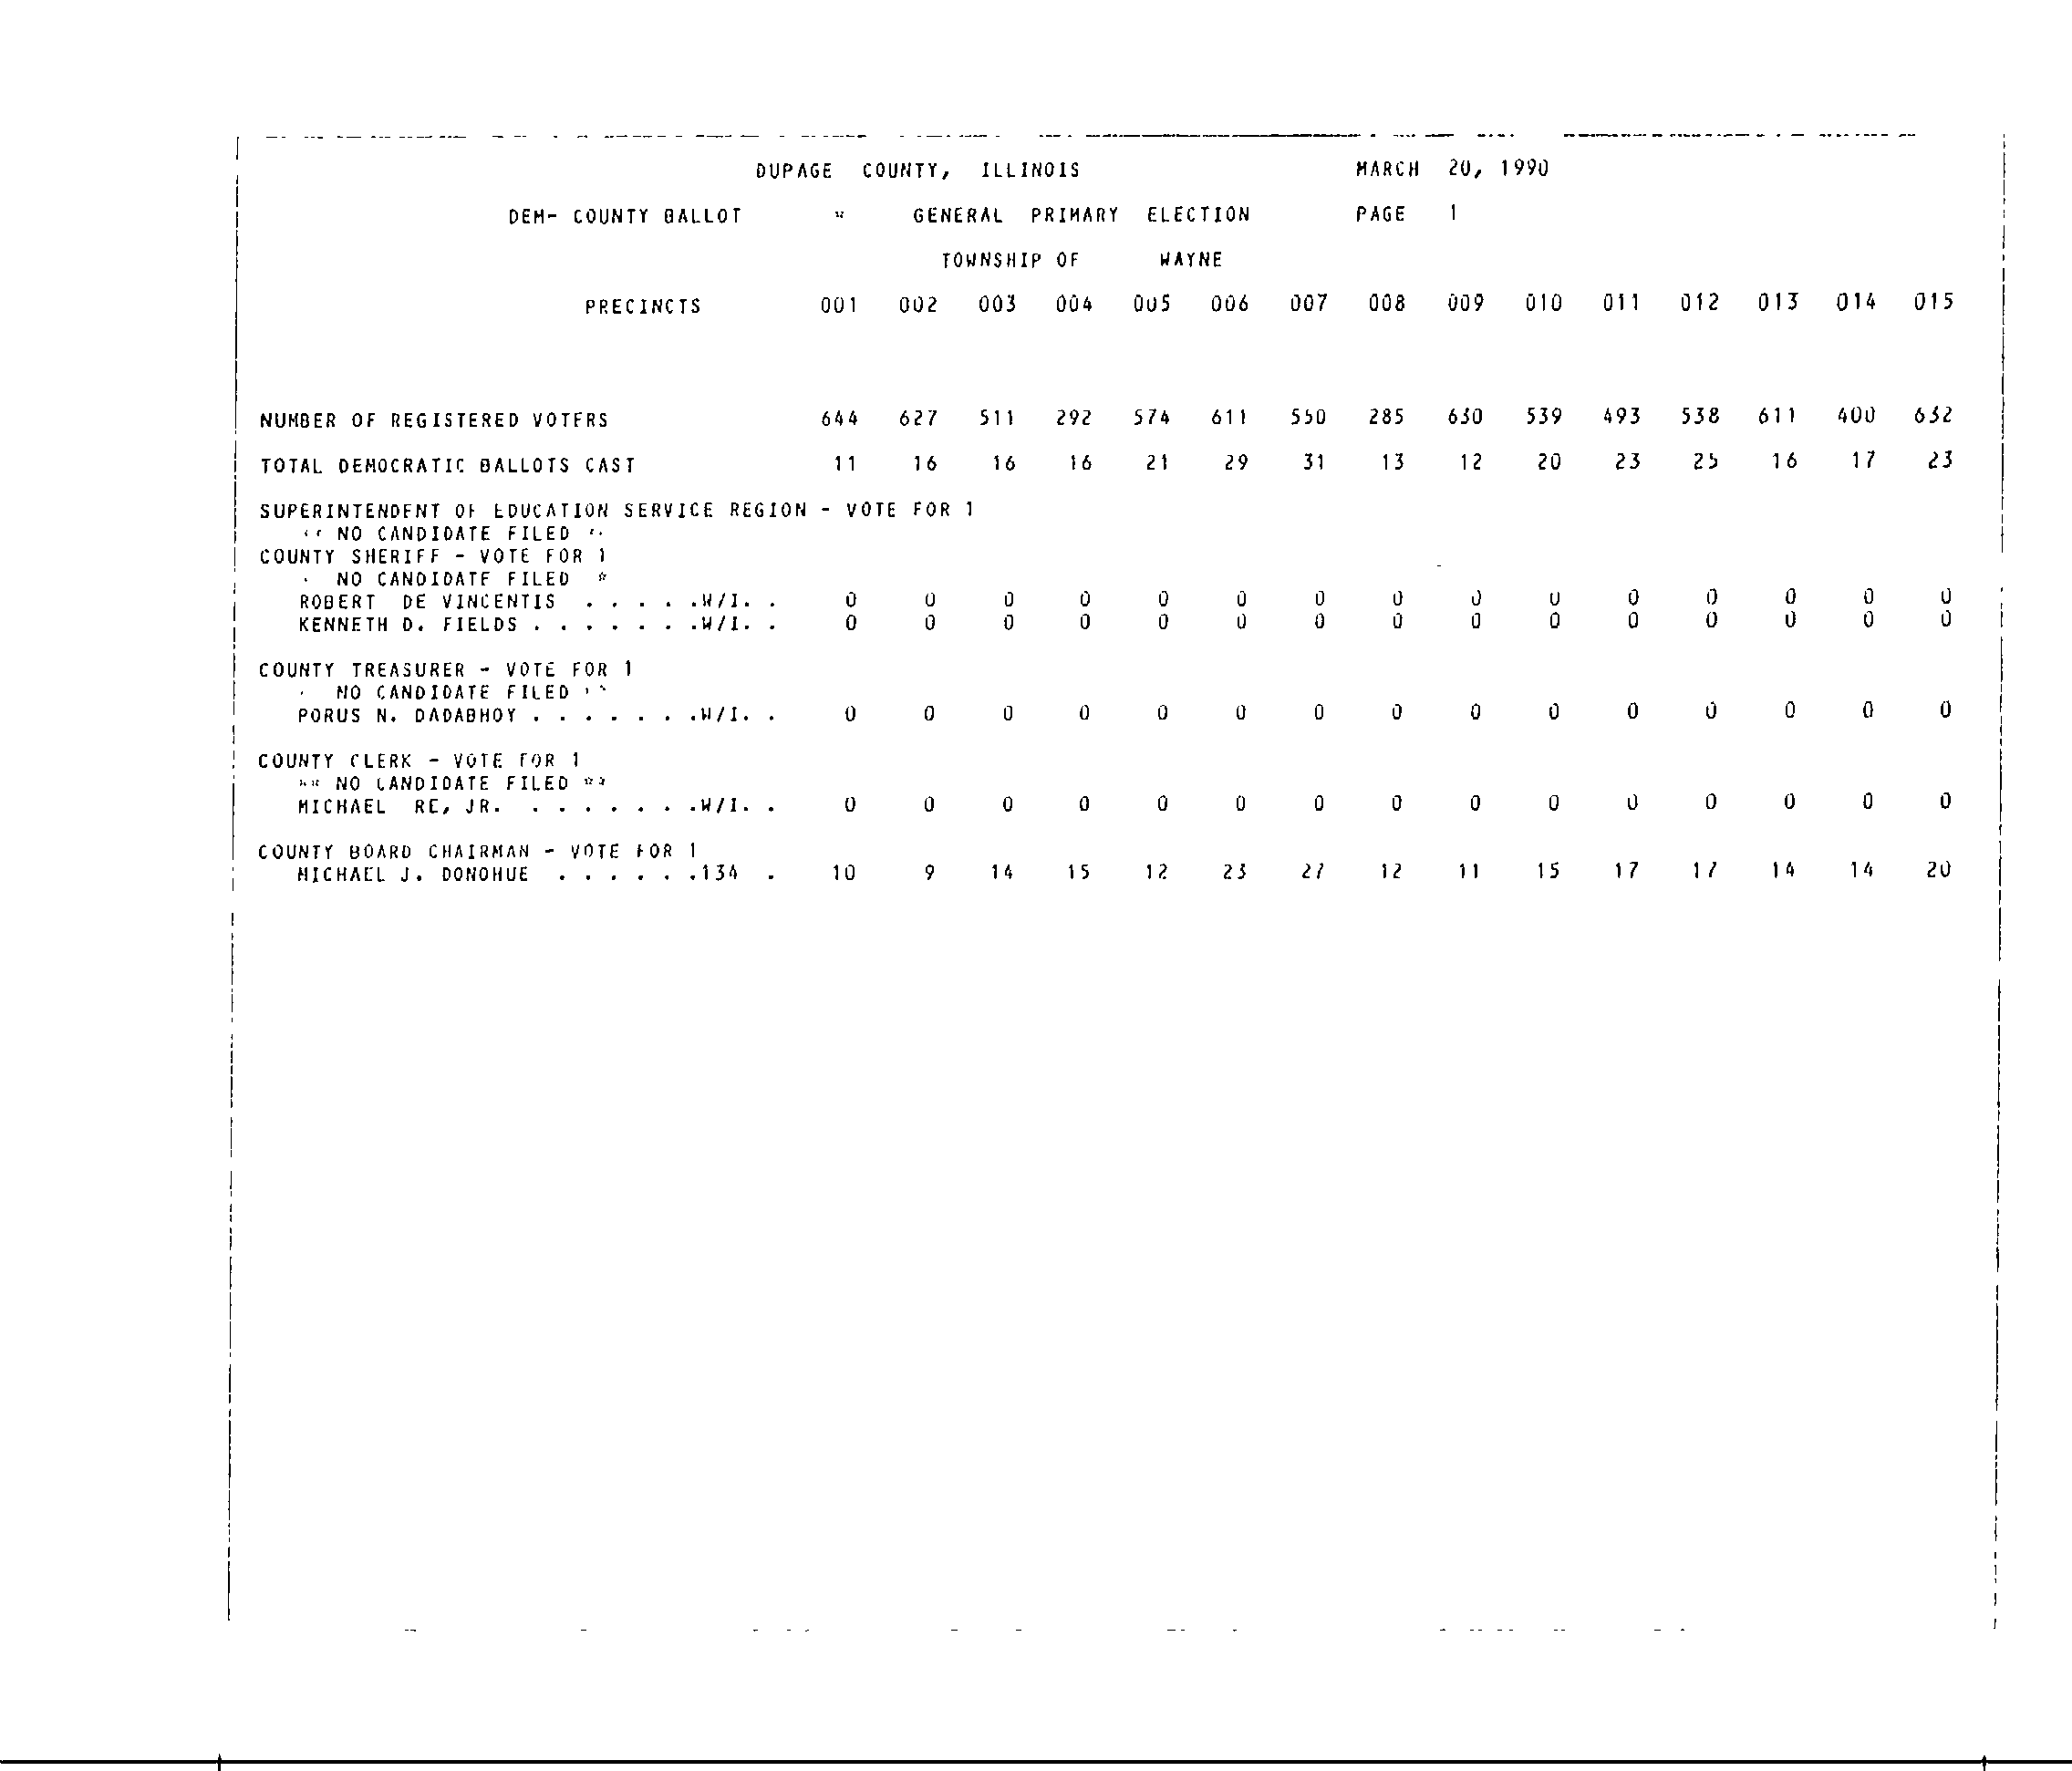 DUPAGE COUNTY, ILLINOIS MARCH 20, 1990
DEM- COUNTY BALLOT * GENERAL PRIMARY ELECTION PAGE 1
TOWNSHIP OF WAYNE
PRECINCTS 001 002 003 004 005 006 007 008 009 010 011 012 013 014 015
NUMBER OF REGISTERED VOTERS 644 627 511 292 574 611 550 285 630 539 493 538 611 400 632
TOTAL DEMOCRATIC BALLOTS CAST 11 16 16 16 21 29 31 13 12 20 23 25 16 17 23
SUPERINTENDENT OF EDUCATION SERVICE REGION - VOTE FOR 1
** NO CANDIDATE FILED **
COUNTY SHERIFF - VOTE FOR 1
* NO CANDIDATE FILED *
ROBERT DE VINCENTIS . . . . .W/I. . 0 0 0 0 0 0 0 0 0 0 0 0 0 0 0
KENNETH D. FIELDS . . . . . . .W/I. . 0 0 0 0 0 0 0 0 0 0 0 0 0 0 0
COUNTY TREASURER - VOTE FOR 1
* NO CANDIDATE FILED **
PORUS N. DADABHOY . . . . . . .W/I. . 0 0 0 0 0 0 0 0 0 0 0 0 0 0 0
COUNTY CLERK - VOTE FOR 1
** NO CANDIDATE FILED **
MICHAEL RE, JR. . . . . . . .W/I. . 0 0 0 0 0 0 0 0 0 0 0 0 0 0 0
COUNTY BOARD CHAIRMAN - VOTE FOR 1
MICHAEL J. DONOHUE . . . . . .134 . 10 9 14 15 12 23 27 12 11 15 17 17 14 14 20